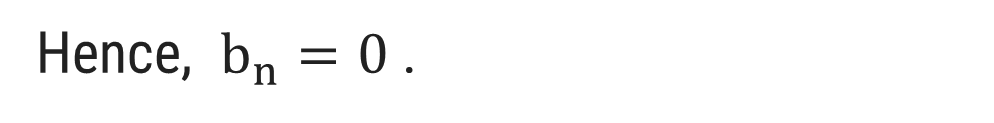 Hence, bₙ = 0 .